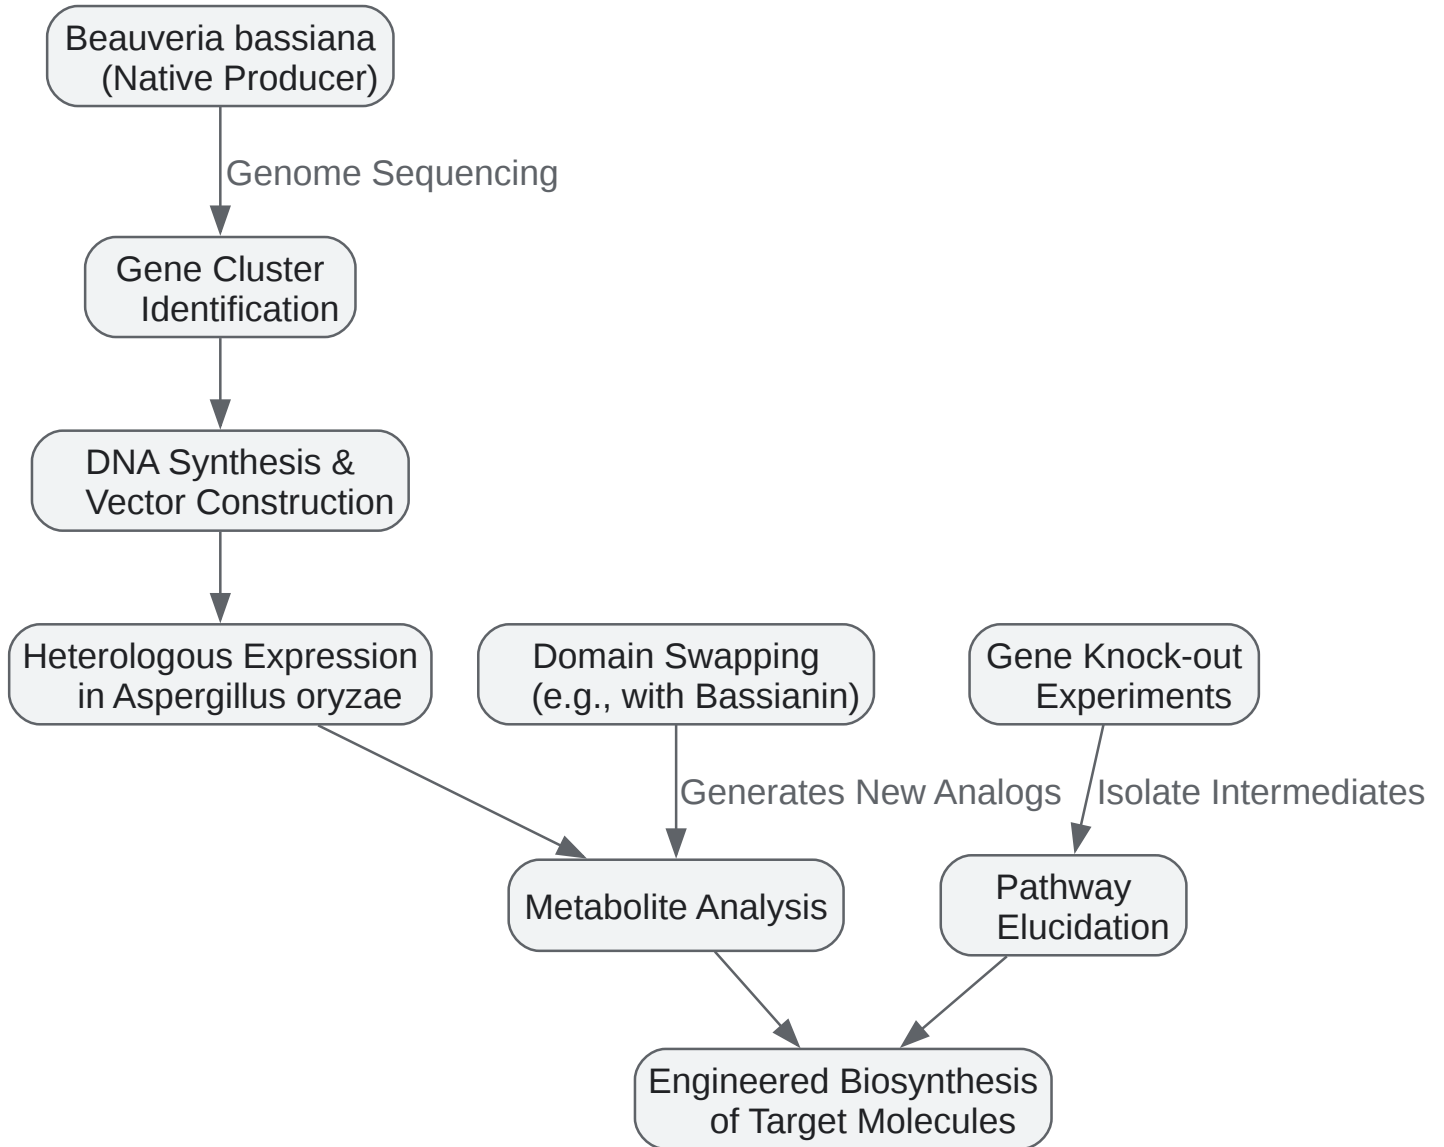 Beauveria bassiana
(Native Producer)
Genome Sequencing
Gene Cluster
Identification
DNA Synthesis &
Vector Construction
Heterologous Expression
in Aspergillus oryzae
Domain Swapping
(e.g., with Bassianin)
Gene Knock-out
Experiments
Generates New Analogs
Isolate Intermediates
Metabolite Analysis
Pathway
Elucidation
Engineered Biosynthesis
of Target Molecules